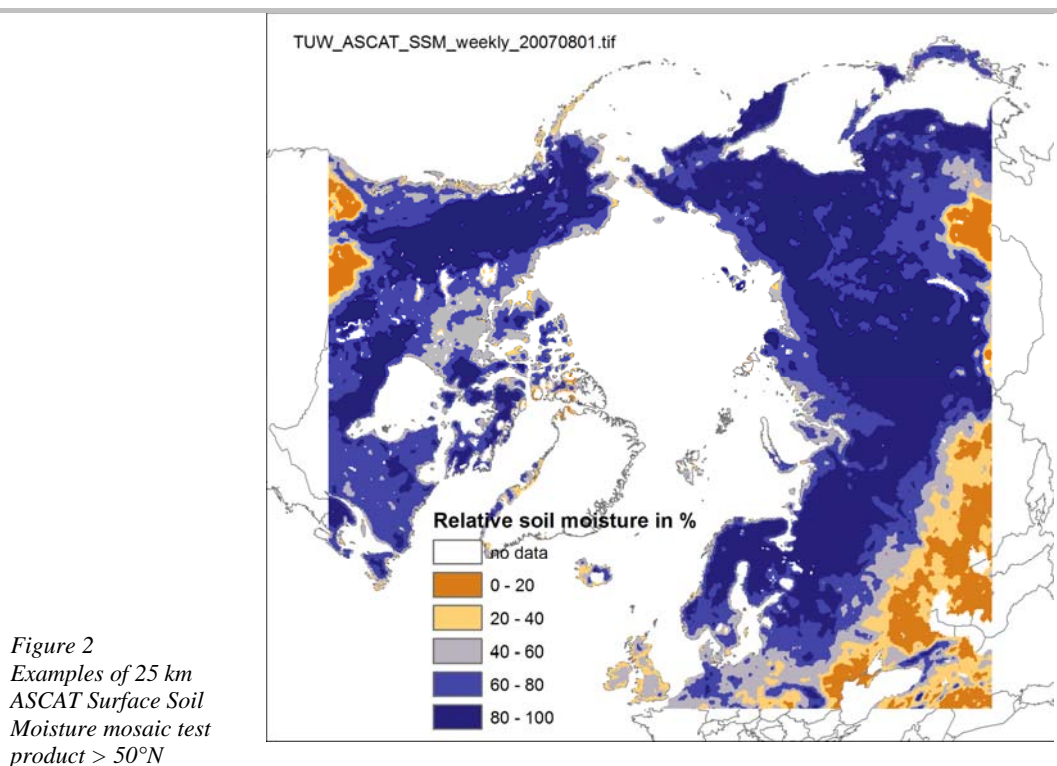 TUW_ASCAT_SSM_weekly_20070801.tif
Relative soil moisture in %
no data
0 - 20
20 - 40
40 - 60
60 - 80
80 - 100
Figure 2
Examples of 25 km
ASCAT Surface Soil
Moisture mosaic test
product > 50°N